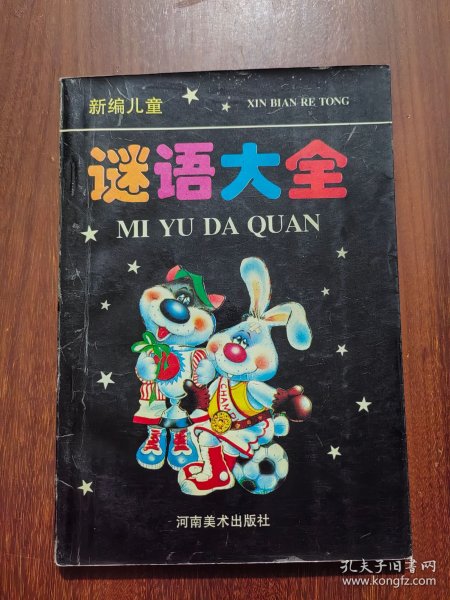 新编儿童
XIN BIAN RE TONG
谜语大全
MI YU DA QUAN
CHAMP
河南美术出版社
孔夫子旧书网
www.kongfz.com